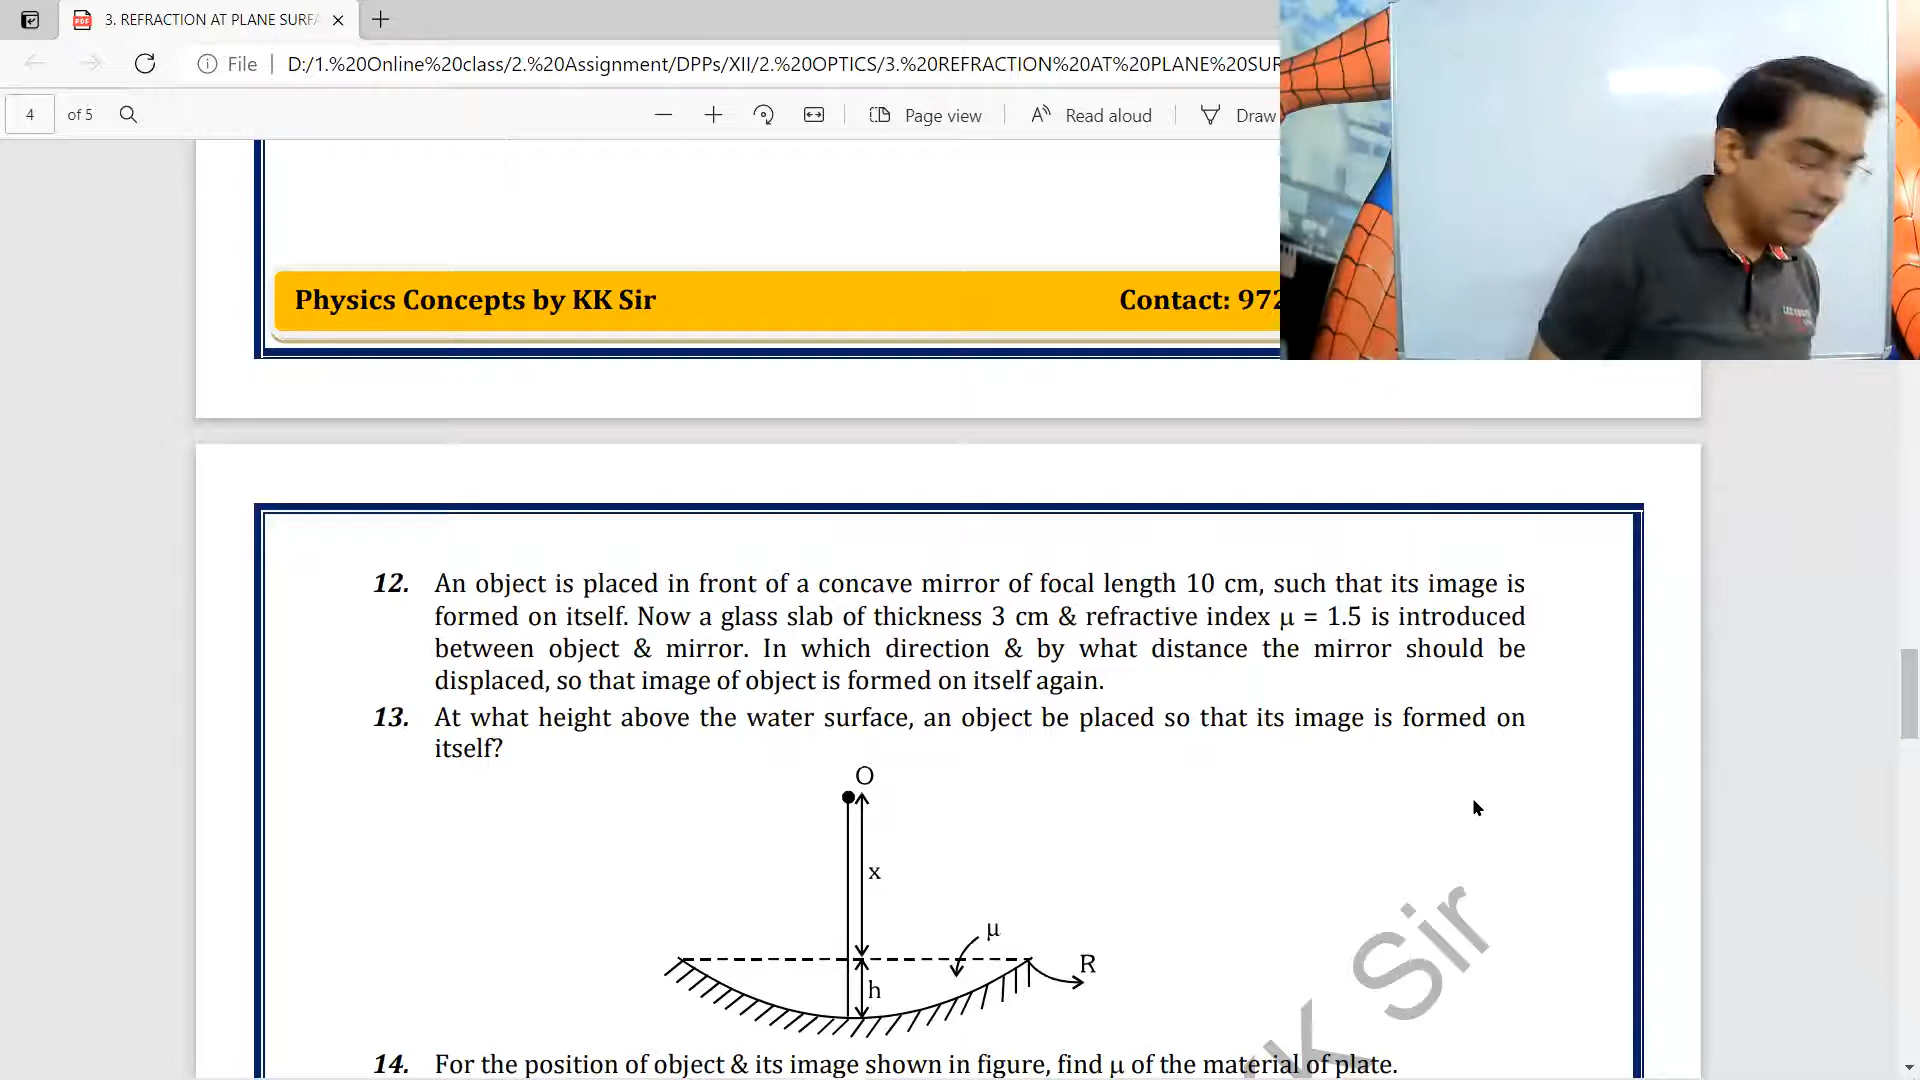 3. REFRACTION AT PLANE SURFA
File
D:/1.%20Online%20class/2.%20Assignment/DPPs/XII/2.%20OPTICS/3.%20REFRACTION%20AT%20PLANE%20SUR
4 of 5
Page view
Read aloud
Draw
Physics Concepts by KK Sir
Contact: 972
12. An object is placed in front of a concave mirror of focal length 10 cm, such that its image is
formed on itself. Now a glass slab of thickness 3 cm & refractive index μ = 1.5 is introduced
between object & mirror. In which direction & by what distance the mirror should be
displaced, so that image of object is formed on itself again.
13. At what height above the water surface, an object be placed so that its image is formed on
itself?
O
x
μ
R
h
KK Sir
14. For the position of object & its image shown in figure, find μ of the material of plate.